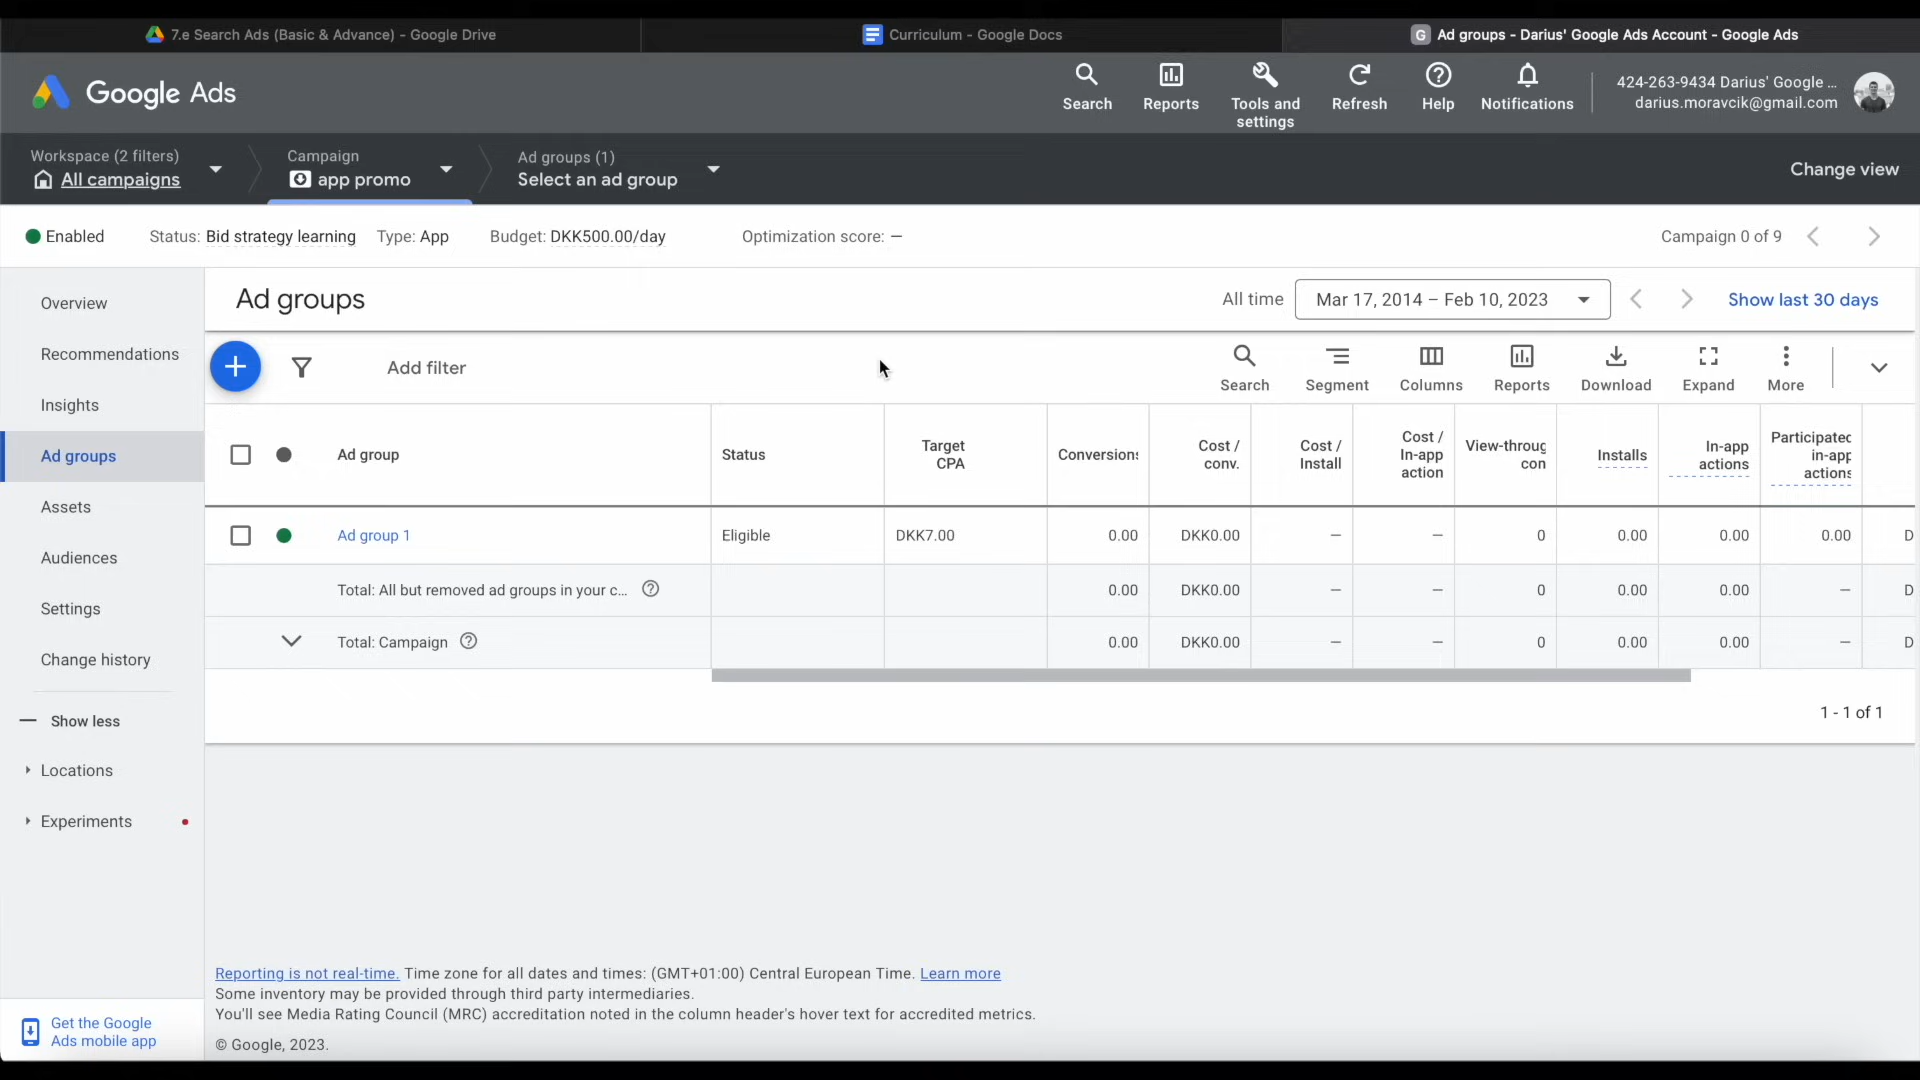 7.e Search Ads (Basic & Advance) - Google Drive
Curriculum - Google Docs
G Ad groups - Darius' Google Ads Account - Google Ads
Google Ads
Search
Reports
Tools and
settings
Refresh
Help
Notifications
424-263-9434 Darius' Google ...
darius.moravcik@gmail.com
Workspace (2 filters)
All campaigns
Campaign
app promo
Ad groups (1)
Select an ad group
Change view
Enabled
Status: Bid strategy learning
Type: App
Budget: DKK500.00/day
Optimization score: —
Campaign 0 of 9
Overview
Recommendations
Insights
Ad groups
Assets
Audiences
Settings
Change history
Show less
Locations
Experiments
Get the Google
Ads mobile app
Ad groups
All time
Mar 17, 2014 – Feb 10, 2023
Show last 30 days
Add filter
Search
Segment
Columns
Reports
Download
Expand
More
Ad group
Status
Target
CPA
Conversions
Cost /
conv.
Cost /
Install
Cost /
In-app
action
View-throug
con
Installs
In-app
actions
Participated
in-app
actions
Ad group 1
Eligible
DKK7.00
0.00
DKK0.00
—
—
0
0.00
0.00
0.00
D
Total: All but removed ad groups in your c...
0.00
DKK0.00
—
—
0
0.00
0.00
—
D
Total: Campaign
0.00
DKK0.00
—
—
0
0.00
0.00
—
D
1 - 1 of 1
Reporting is not real-time. Time zone for all dates and times: (GMT+01:00) Central European Time. Learn more
Some inventory may be provided through third party intermediaries.
You'll see Media Rating Council (MRC) accreditation noted in the column header's hover text for accredited metrics.
© Google, 2023.